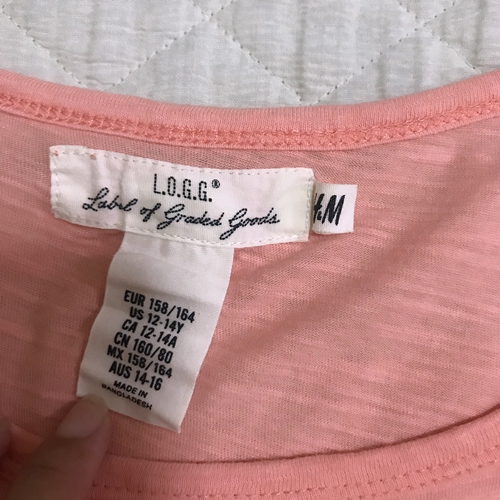 L.O.G.G.®
Label of Graded Goods
&M
EUR 158/164
US 12-14Y
CA 12-14A
CN 160/80
MX 158/164
AUS 14-16
MADE IN
BANGLADESH